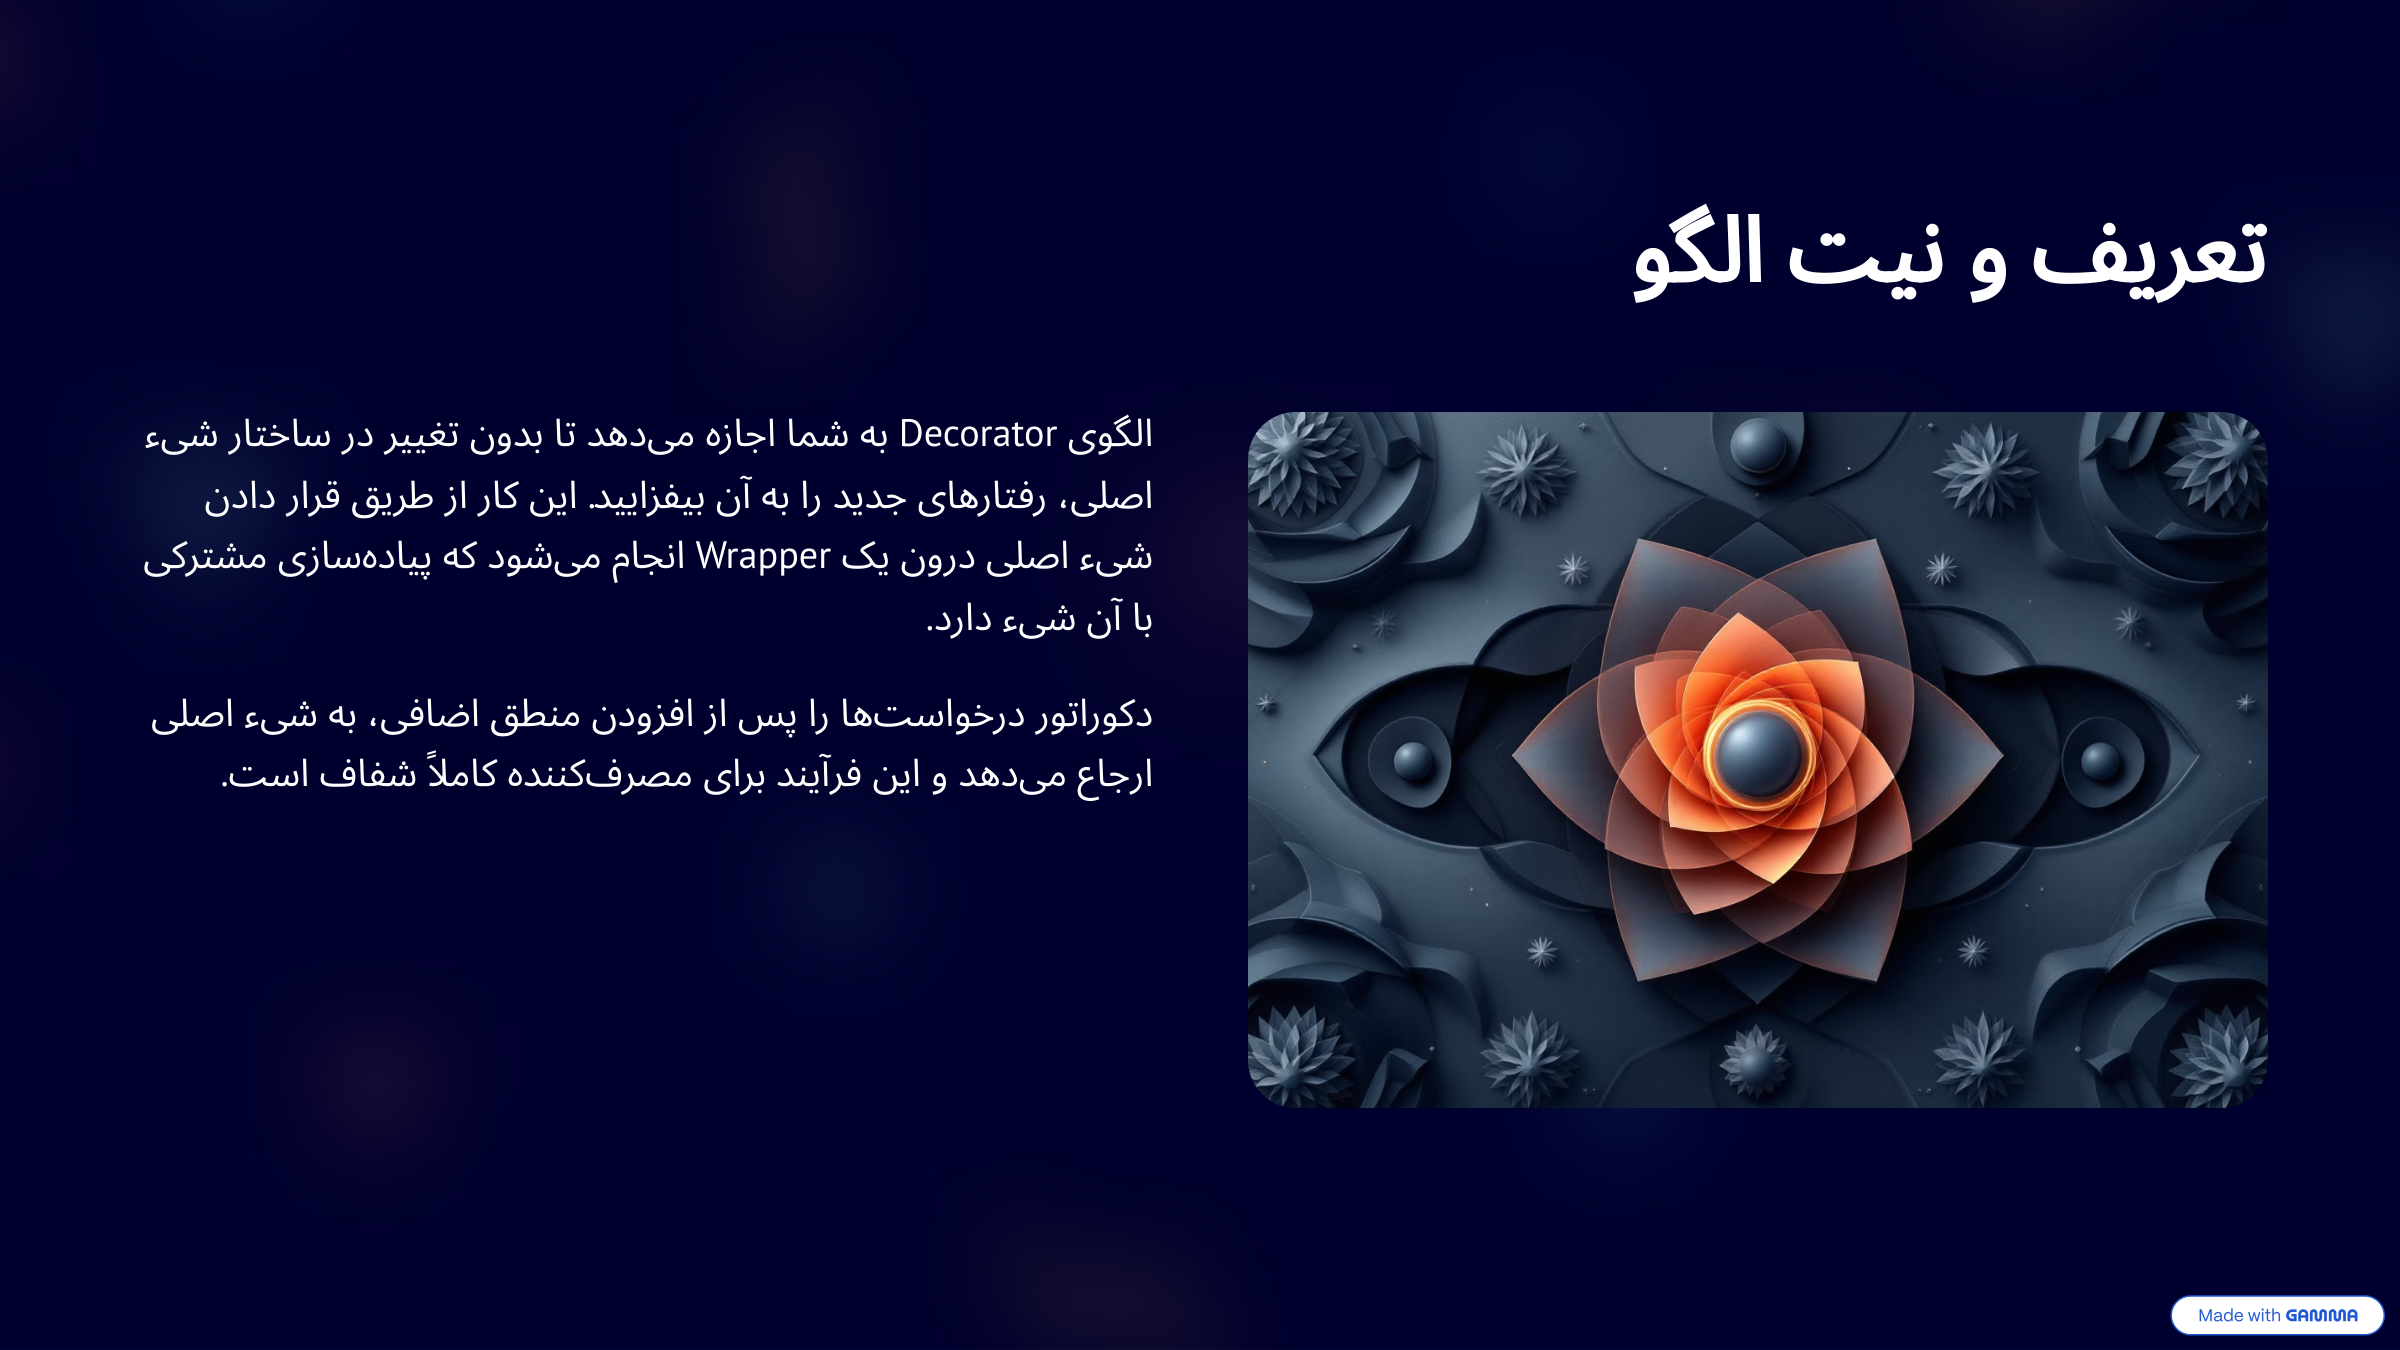 تعریف و نیت الگو
الگوی Decorator به شما اجازه می‌دهد تا بدون تغییر در ساختار شیء
اصلی، رفتارهای جدید را به آن بیفزایید. این کار از طریق قرار دادن
شیء اصلی درون یک Wrapper انجام می‌شود که پیاده‌سازی مشترکی
با آن شیء دارد.
دکوراتور درخواست‌ها را پس از افزودن منطق اضافی، به شیء اصلی
ارجاع می‌دهد و این فرآیند برای مصرف‌کننده کاملاً شفاف است.
Made with GAMMA